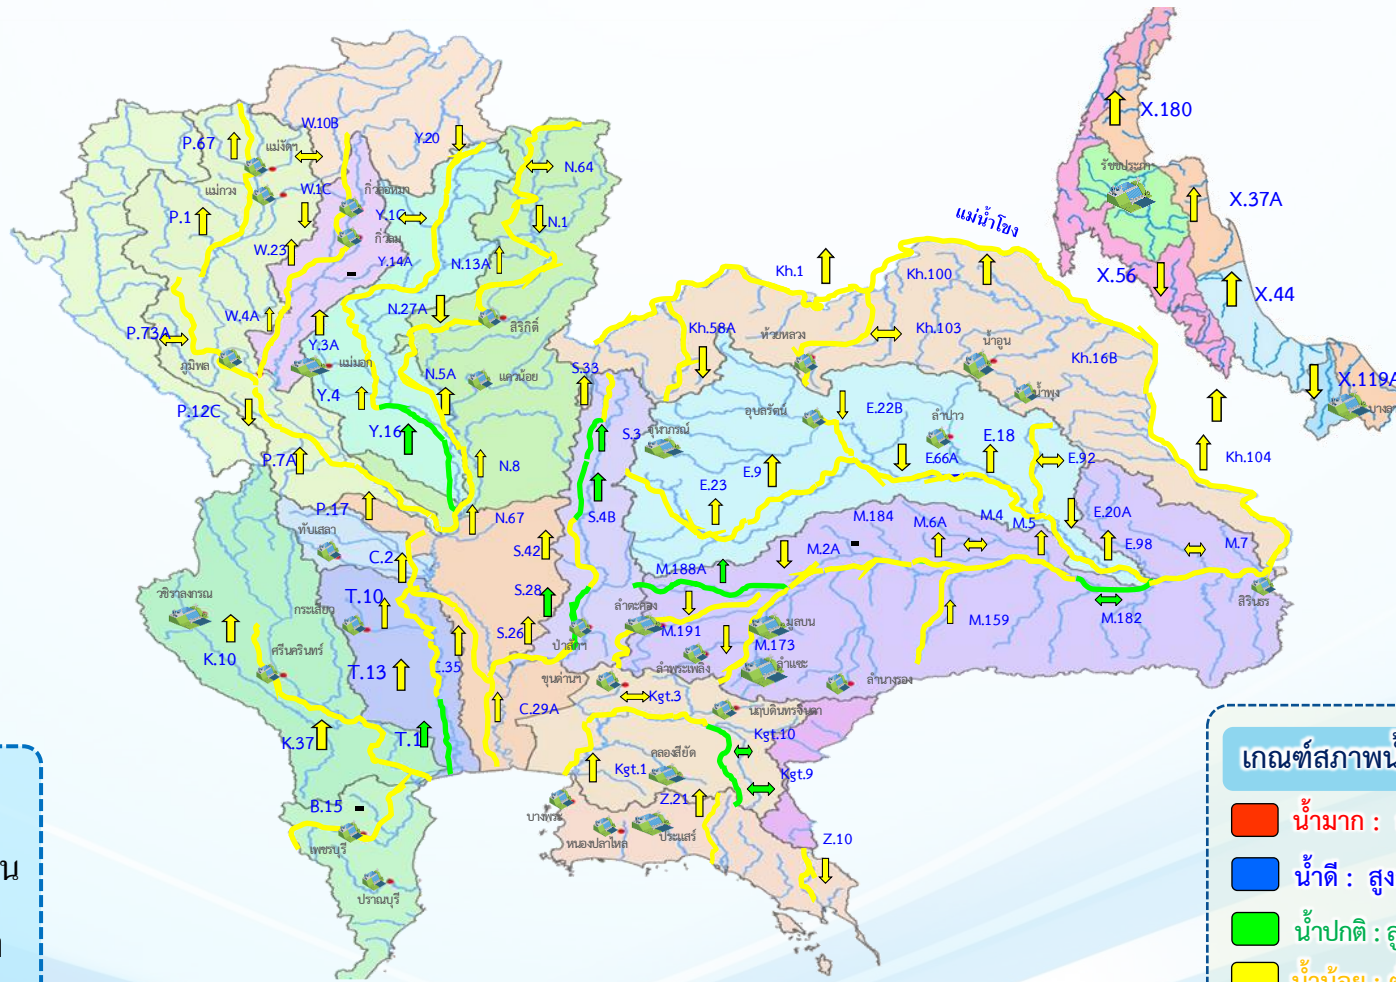 X.180
P.67
W.10B
แม่งัดฯ
Y.20
N.64
รัชชประภา
แม่กวง
W.1C
กิ่วคอหมา
X.37A
P.1
Y.1C
N.1
แม่น้ำโขง
W.23
กิ่วลม
Y.14A
N.13A
Kh.1
Kh.100
X.56
X.44
W.4A
N.27A
สิริกิติ์
P.73A
Y.3A
Kh.58A
ห้วยหลวง
Kh.103
น้ำอูน
Kh.16B
ภูมิพล
แม่มอก
N.5A
แควน้อย
S.33
น้ำพุง
X.119A
P.12C
Y.4
อุบลรัตน์
E.22B
ลำปาว
Y.16
S.3
จุฬาภรณ์
E.18
P.7A
N.8
E.9
E.66A
E.92
Kh.104
E.23
P.17
N.67
S.4B
M.184
M.6A
M.4
M.5
E.20A
ทับเสลา
C.2
S.42
M.2A
E.98
M.7
M.188A
วชิราลงกรณ
T.10
S.28
ลำตะคอง
สิรินธร
กระเสียว
S.26
M.191
มูลบน
M.159
M.182
K.10
ศรีนครินทร์
T.13
C.35
ป่าสักฯ
M.173
ขุนด่านฯ
ลำพระเพลิง
ลำแซะ
ลำนางรอง
C.29A
Kgt.3
นฤบดินทรจินดา
K.37
T.1
Kgt.10
คลองสียัด
Kgt.1
Kgt.9
เกณฑ์สภาพน้
B.15
บางพระ
Z.21
น้ำมาก :
เพชรบุรี
หนองปลาไหล
ประแสร์
Z.10
น้ำดี : สูง
ปราณบุรี
น้ำปกติ : สู
น้ำน้อย :